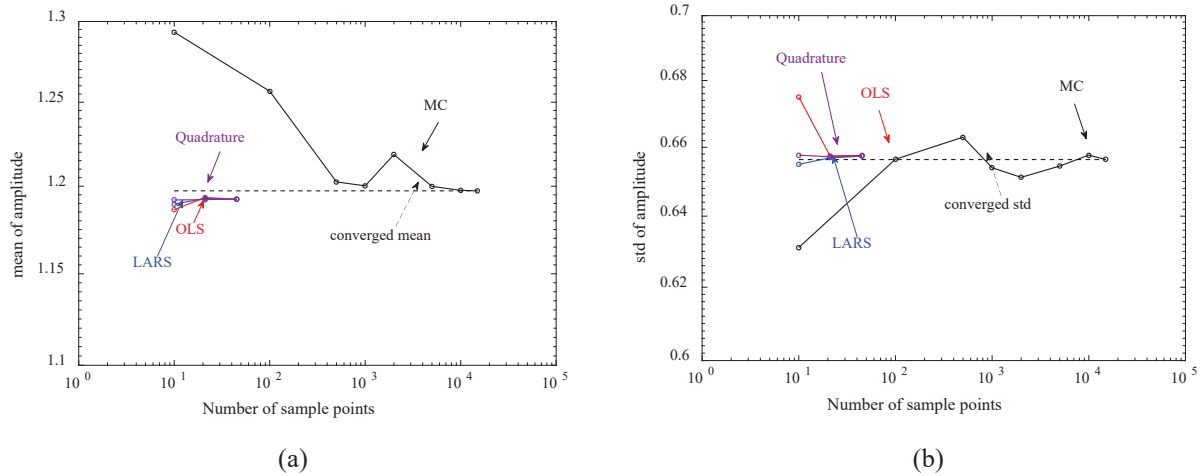 1.3
1.25
1.2
1.15
1.1
mean of amplitude
Quadrature
MC
OLS
LARS
converged mean
10^0 10^1 10^2 10^3 10^4 10^5
Number of sample points
(a)
0.7
0.68
0.66
0.64
0.62
0.6
std of amplitude
Quadrature
OLS
MC
converged std
LARS
10^0 10^1 10^2 10^3 10^4 10^5
Number of sample points
(b)